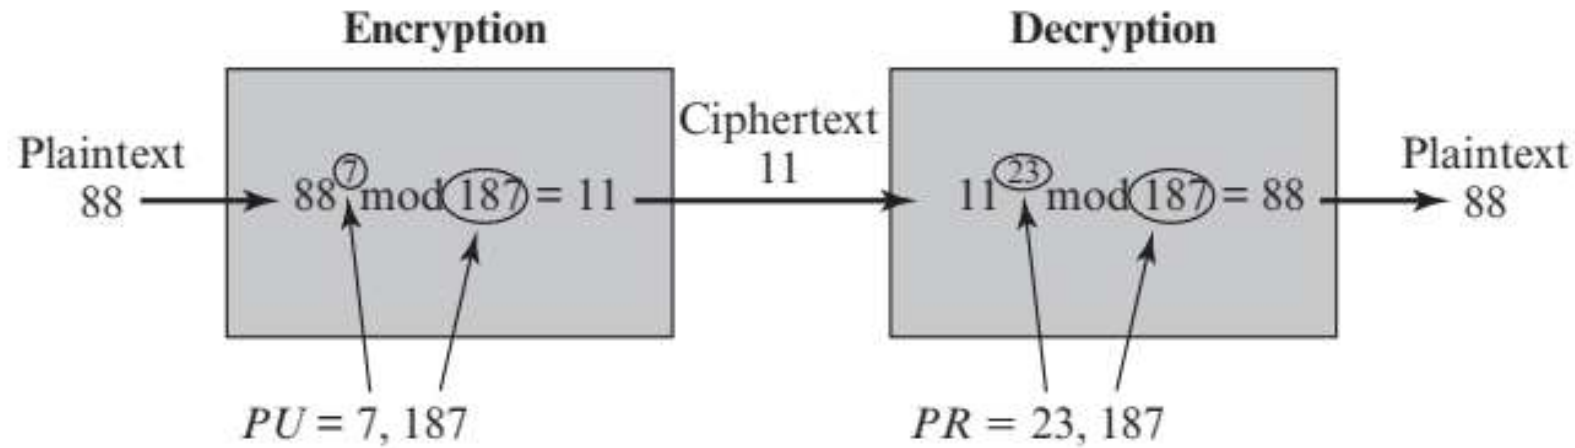 Encryption
Decryption
Plaintext
88
88^7 mod 187 = 11
Ciphertext
11
11^23 mod 187 = 88
Plaintext
88
PU = 7, 187
PR = 23, 187